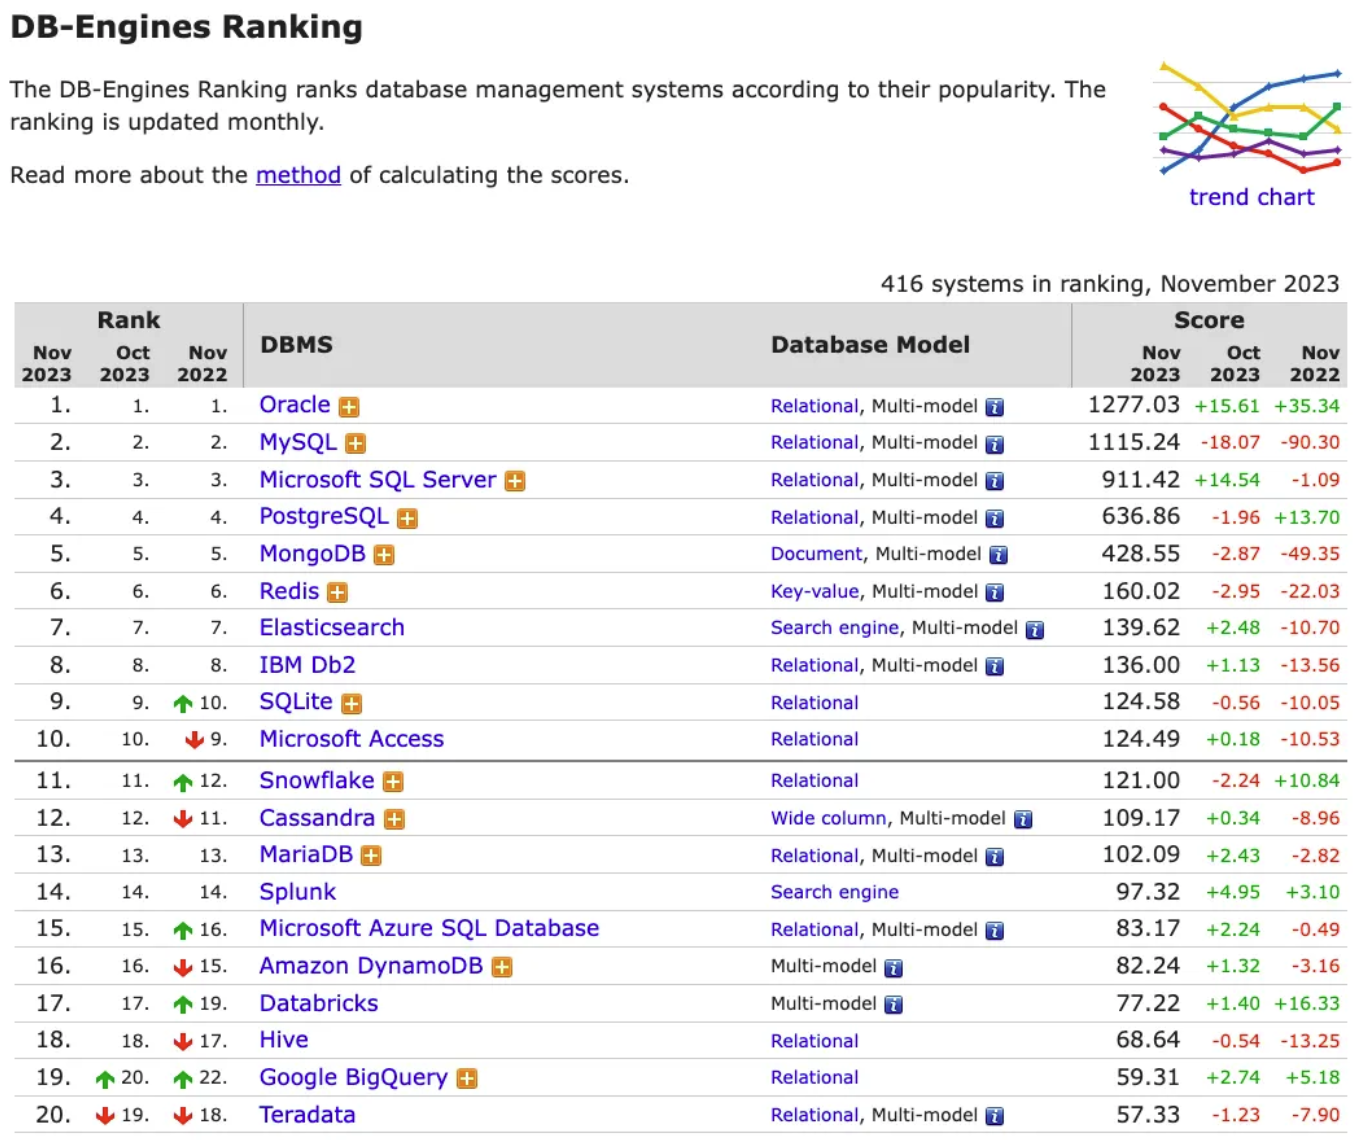 DB-Engines Ranking
The DB-Engines Ranking ranks database management systems according to their popularity. The
ranking is updated monthly.
Read more about the method of calculating the scores.
trend chart
416 systems in ranking, November 2023
Rank DBMS Database Model Score
Nov 2023 Oct 2023 Nov 2022 Nov 2023 Oct 2023 Nov 2022
1. 1. 1. Oracle Relational, Multi-model 1277.03 +15.61 +35.34
2. 2. 2. MySQL Relational, Multi-model 1115.24 -18.07 -90.30
3. 3. 3. Microsoft SQL Server Relational, Multi-model 911.42 +14.54 -1.09
4. 4. 4. PostgreSQL Relational, Multi-model 636.86 -1.96 +13.70
5. 5. 5. MongoDB Document, Multi-model 428.55 -2.87 -49.35
6. 6. 6. Redis Key-value, Multi-model 160.02 -2.95 -22.03
7. 7. 7. Elasticsearch Search engine, Multi-model 139.62 +2.48 -10.70
8. 8. 8. IBM Db2 Relational, Multi-model 136.00 +1.13 -13.56
9. 9. 10. SQLite Relational 124.58 -0.56 -10.05
10. 10. 9. Microsoft Access Relational 124.49 +0.18 -10.53
11. 11. 12. Snowflake Relational 121.00 -2.24 +10.84
12. 12. 11. Cassandra Wide column, Multi-model 109.17 +0.34 -8.96
13. 13. 13. MariaDB Relational, Multi-model 102.09 +2.43 -2.82
14. 14. 14. Splunk Search engine 97.32 +4.95 +3.10
15. 15. 16. Microsoft Azure SQL Database Relational, Multi-model 83.17 +2.24 -0.49
16. 16. 15. Amazon DynamoDB Multi-model 82.24 +1.32 -3.16
17. 17. 19. Databricks Multi-model 77.22 +1.40 +16.33
18. 18. 17. Hive Relational 68.64 -0.54 -13.25
19. 20. 22. Google BigQuery Relational 59.31 +2.74 +5.18
20. 19. 18. Teradata Relational, Multi-model 57.33 -1.23 -7.90